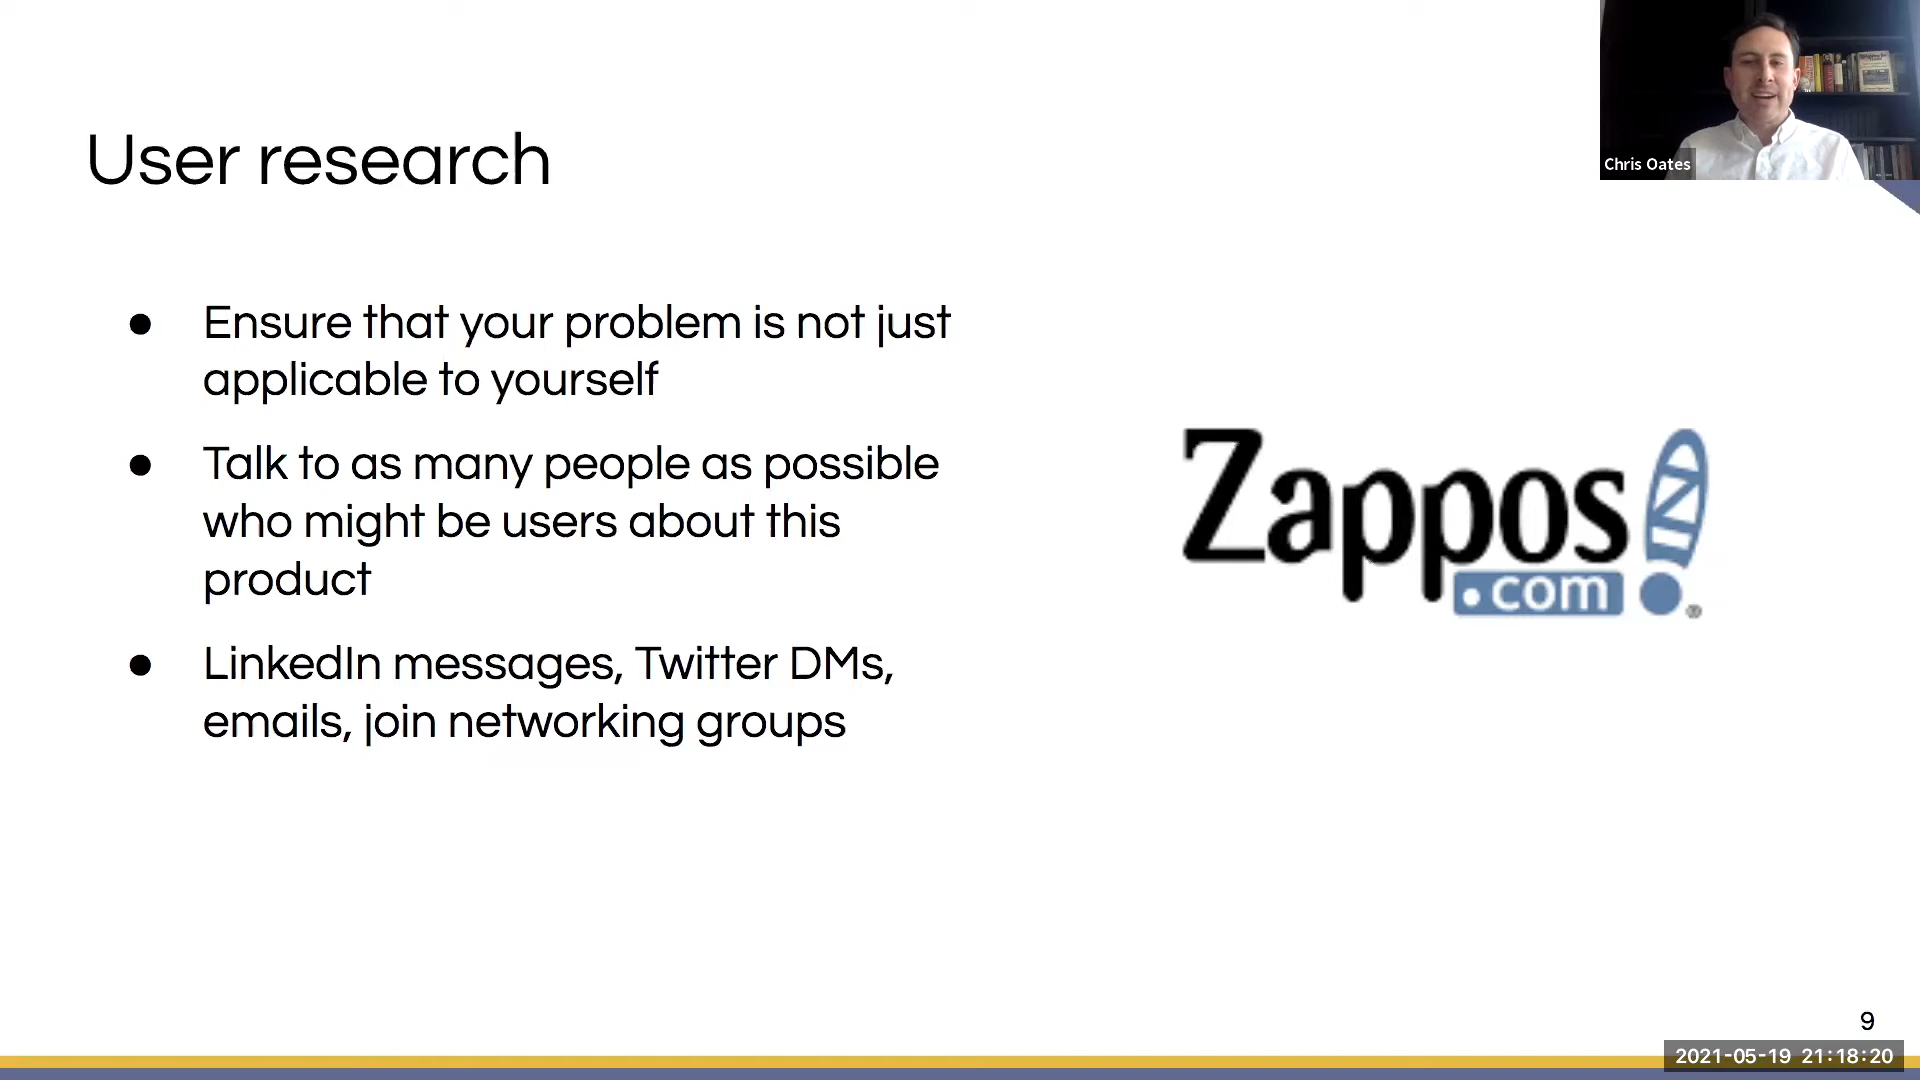 Chris Oates
User research
● Ensure that your problem is not just
applicable to yourself
● Talk to as many people as possible
who might be users about this
product
● LinkedIn messages, Twitter DMs,
emails, join networking groups
Zappos
.com
®
9
2021-05-19 21:18:20